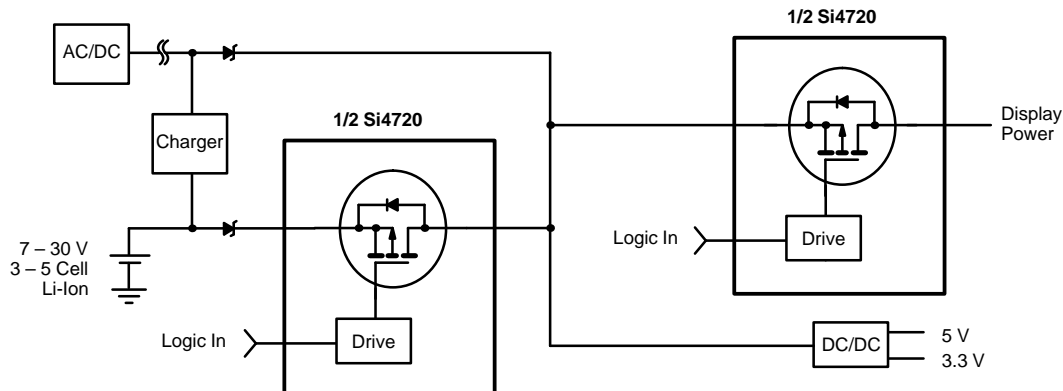 1/2 Si4720
AC/DC
Display
Power
1/2 Si4720
Charger
7 – 30 V
3 – 5 Cell
Li-Ion
Logic In
Drive
Logic In
Drive
DC/DC
5 V
3.3 V